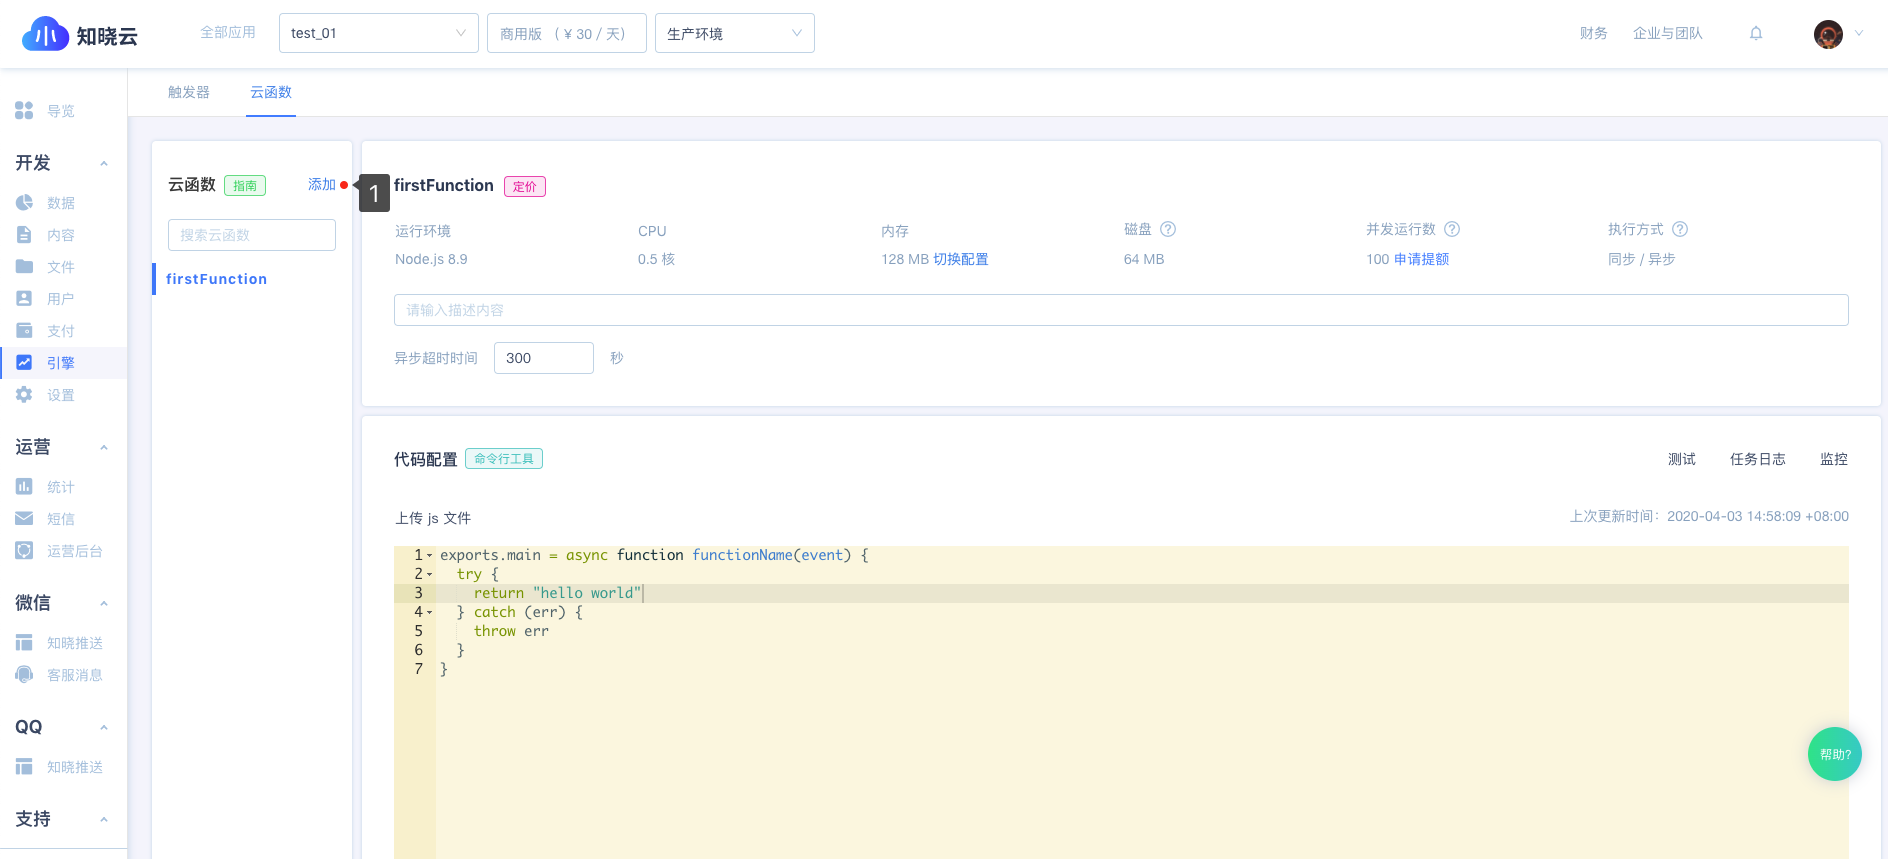 知晓云
全部应用
test_01
商用版 （¥ 30 / 天）
生产环境
财务
企业与团队
导览
开发
数据
内容
文件
用户
支付
引擎
设置
运营
统计
短信
运营后台
微信
知晓推送
客服消息
QQ
知晓推送
支持
触发器
云函数
云函数 指南 添加
1
搜索云函数
firstFunction
firstFunction 定价
运行环境
Node.js 8.9
CPU
0.5 核
内存
128 MB 切换配置
磁盘 ?
64 MB
并发运行数 ?
100 申请提额
执行方式 ?
同步 / 异步
请输入描述内容
异步超时时间 300 秒
代码配置 命令行工具
测试 任务日志 监控
上传 js 文件
上次更新时间：2020-04-03 14:58:09 +08:00
1 exports.main = async function functionName(event) {
2 try {
3 return "hello world"
4 } catch (err) {
5 throw err
6 }
7 }
帮助?